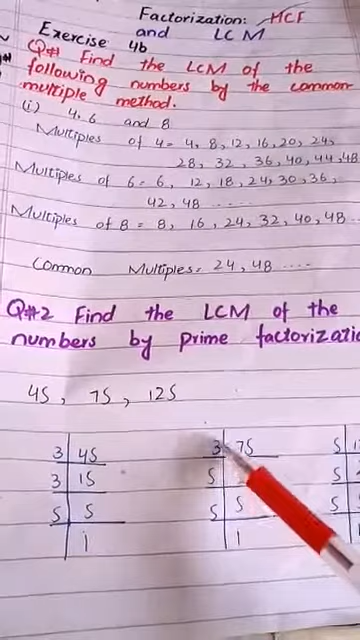 Factorization: HCF
Exercise and LCM
4b
Q#1 Find the LCM of the
following numbers by the common
multiple method.
(i) 4, 6 and 8
Multiples of 4 = 4, 8, 12, 16, 20, 24,
28, 32, 36, 40, 44, 48
Multiples of 6 = 6, 12, 18, 24, 30, 36,
42, 48 .....
Multiples of 8 = 8, 16, 24, 32, 40, 48 ..
Common Multiples = 24, 48 ....
Q#2 Find the LCM of the
numbers by prime factorizatio
45, 75, 125
3 45 3 75 5
3 15 5 5
5 5 5 5 5
1 1 1